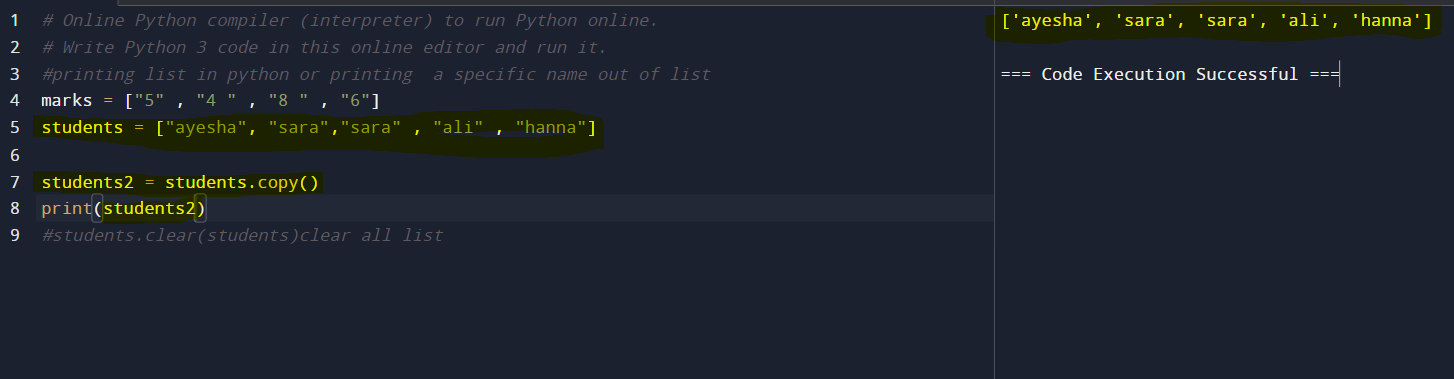 1 # Online Python compiler (interpreter) to run Python online.
2 # Write Python 3 code in this online editor and run it.
3 #printing list in python or printing  a specific name out of list
4 marks = ["5" , "4 " , "8 " , "6"]
5 students = ["ayesha", "sara","sara" , "ali" , "hanna"]
6
7 students2 = students.copy()
8 print(students2)
9 #students.clear(students)clear all list
['ayesha', 'sara', 'sara', 'ali', 'hanna']
=== Code Execution Successful ===